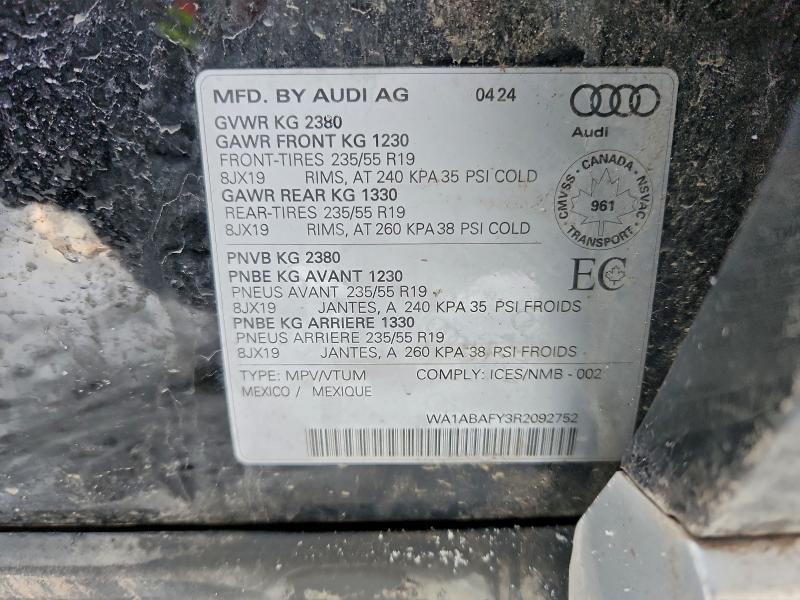 MFD. BY AUDI AG 04 24
Audi
GVWR KG 2380
GAWR FRONT KG 1230
FRONT-TIRES 235/55 R19
8JX19 RIMS, AT 240 KPA 35 PSI COLD
GAWR REAR KG 1330
REAR-TIRES 235/55 R19
8JX19 RIMS, AT 260 KPA 38 PSI COLD
CMVSS - CANADA - NSVAC
961
TRANSPORT
PNVB KG 2380
PNBE KG AVANT 1230
PNEUS AVANT 235/55 R19
8JX19 JANTES, A 240 KPA 35 PSI FROIDS
PNBE KG ARRIERE 1330
PNEUS ARRIERE 235/55 R19
8JX19 JANTES, A 260 KPA 38 PSI FROIDS
EC
TYPE: MPV/VTUM COMPLY: ICES/NMB - 002
MEXICO / MEXIQUE
WA1ABAFY3R2092752